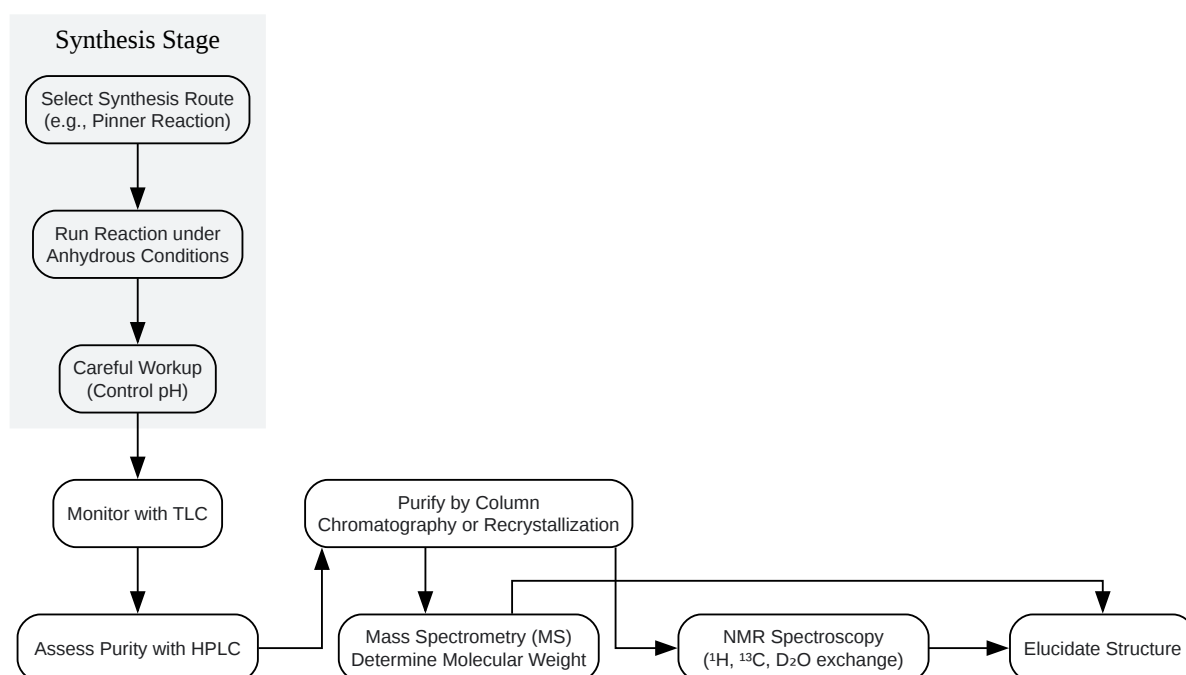 Synthesis Stage
Select Synthesis Route
(e.g., Pinner Reaction)
Run Reaction under
Anhydrous Conditions
Careful Workup
(Control pH)
Monitor with TLC
Assess Purity with HPLC
Purify by Column
Chromatography or Recrystallization
Mass Spectrometry (MS)
Determine Molecular Weight
NMR Spectroscopy
(¹H, ¹³C, D₂O exchange)
Elucidate Structure